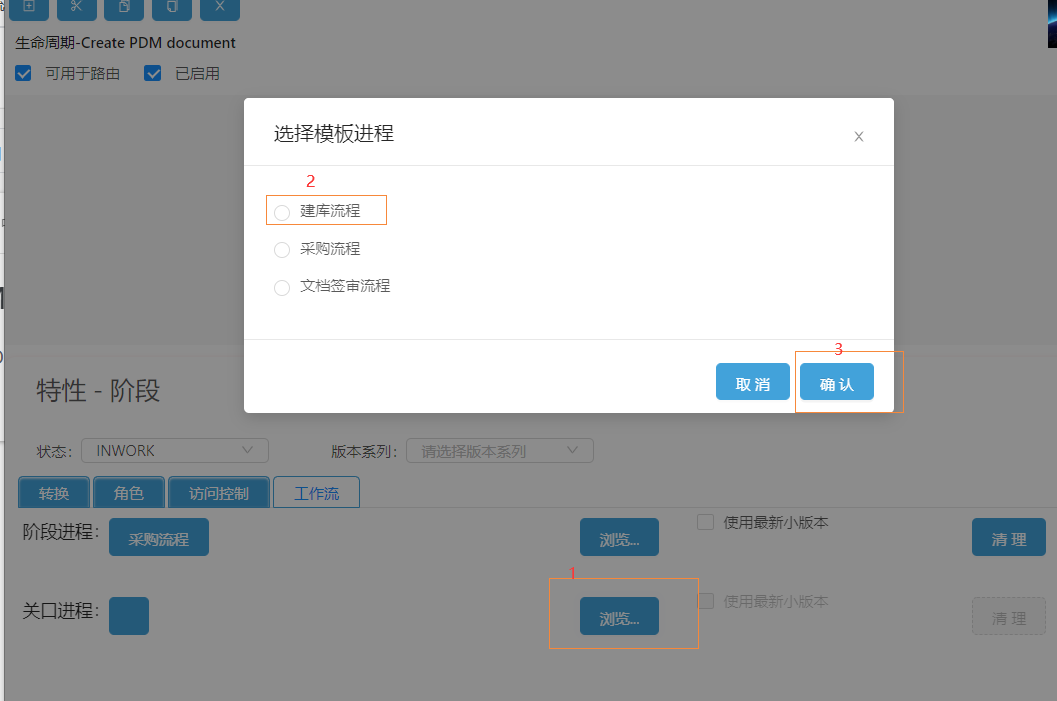 生命周期-Create PDM document
可用于路由 已启用
选择模板进程
2
建库流程
采购流程
文档签审流程
3
取 消 确 认
特性 - 阶段
状态: INWORK 版本系列: 请选择版本系列
转换 角色 访问控制 工作流
阶段进程: 采购流程 浏览... 使用最新小版本 清 理
1
关口进程: 浏览... 使用最新小版本 清 理